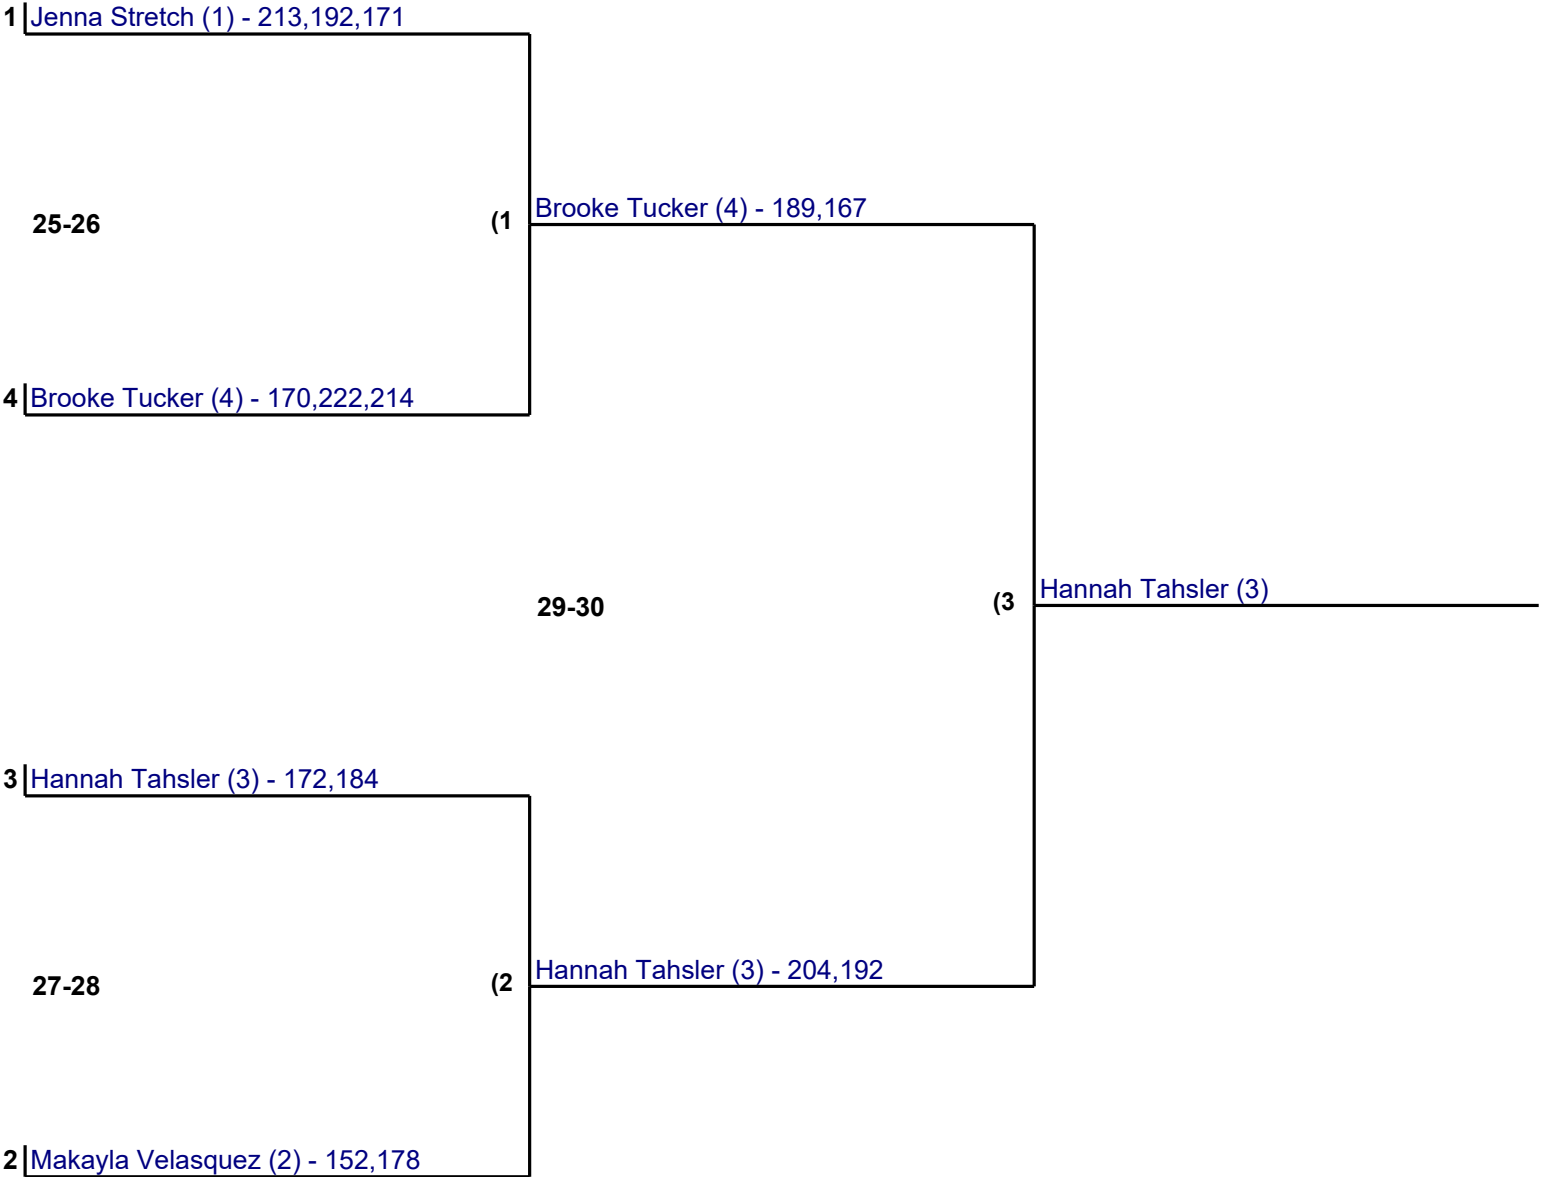 1 Jenna Stretch (1) - 213,192,171
25-26
(1
Brooke Tucker (4) - 189,167
4 Brooke Tucker (4) - 170,222,214
29-30
(3
Hannah Tahsler (3)
3 Hannah Tahsler (3) - 172,184
27-28
(2
Hannah Tahsler (3) - 204,192
2 Makayla Velasquez (2) - 152,178